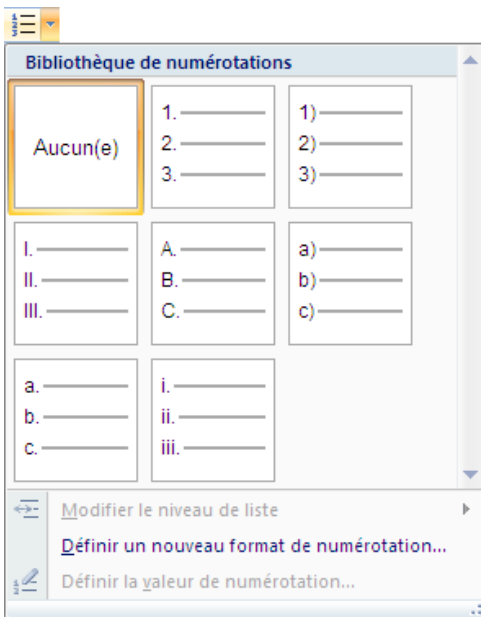 Bibliothèque de numérotations
Aucun(e)
1.
2.
3.
1)
2)
3)
I.
II.
III.
A.
B.
C.
a)
b)
c)
a.
b.
c.
i.
ii.
iii.
Modifier le niveau de liste
Définir un nouveau format de numérotation...
Définir la valeur de numérotation...